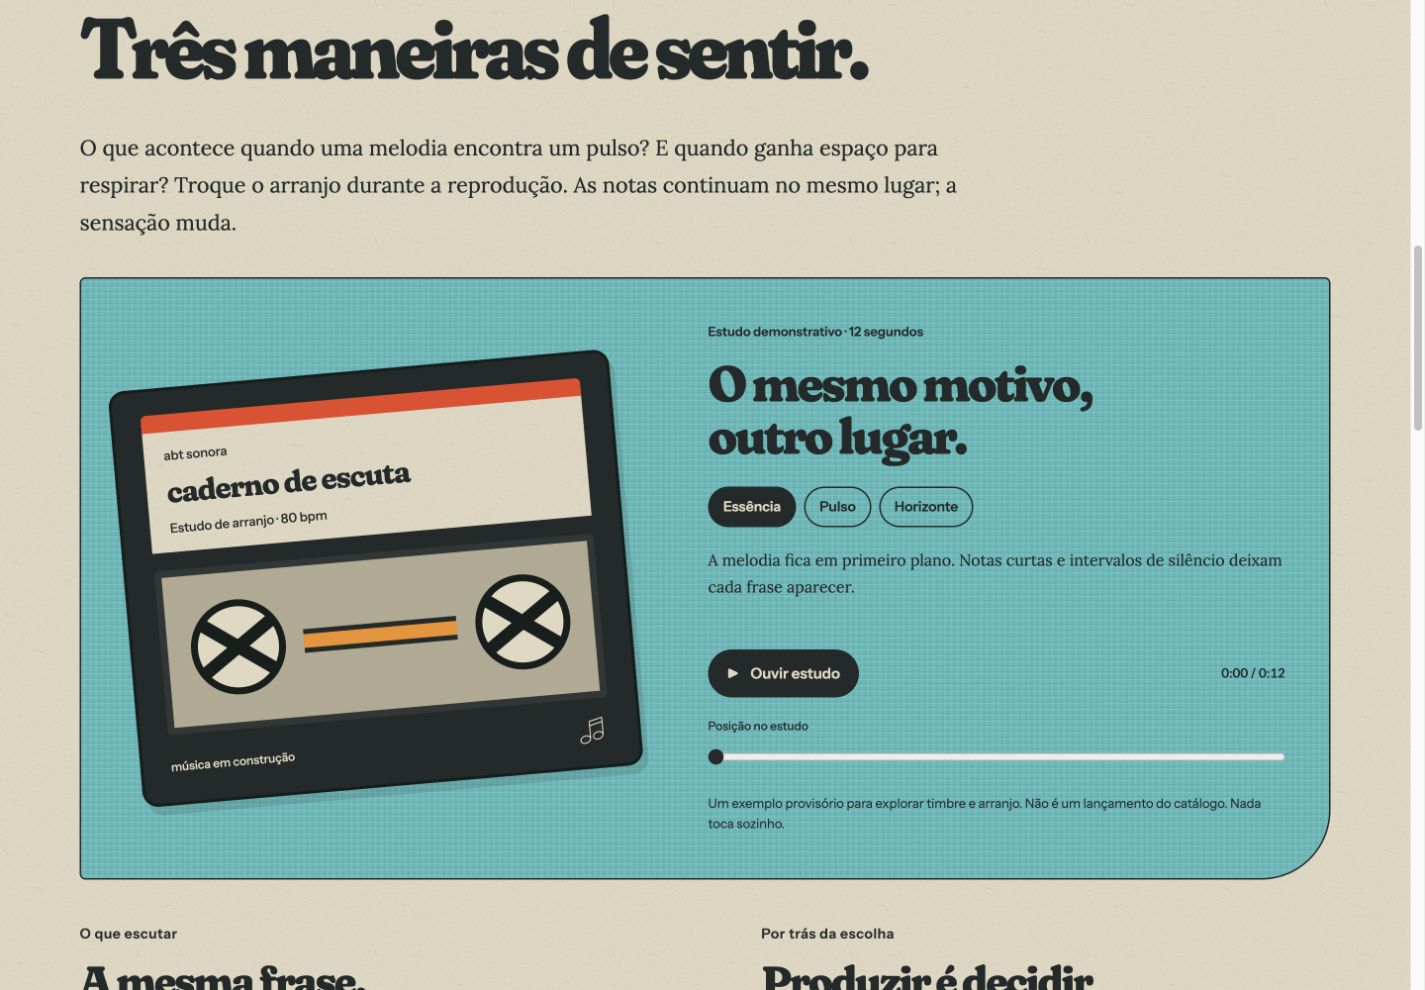 Três maneiras de sentir.
O que acontece quando uma melodia encontra um pulso? E quando ganha espaço para
respirar? Troque o arranjo durante a reprodução. As notas continuam no mesmo lugar; a
sensação muda.
abt sonora
caderno de escuta
Estudo de arranjo · 80 bpm
música em construção
Estudo demonstrativo · 12 segundos
O mesmo motivo,
outro lugar.
Essência Pulso Horizonte
A melodia fica em primeiro plano. Notas curtas e intervalos de silêncio deixam
cada frase aparecer.
Ouvir estudo 0:00 / 0:12
Posição no estudo
Um exemplo provisório para explorar timbre e arranjo. Não é um lançamento do catálogo. Nada
toca sozinho.
O que escutar
A mesma frase.
Por trás da escolha
Produzir é decidir